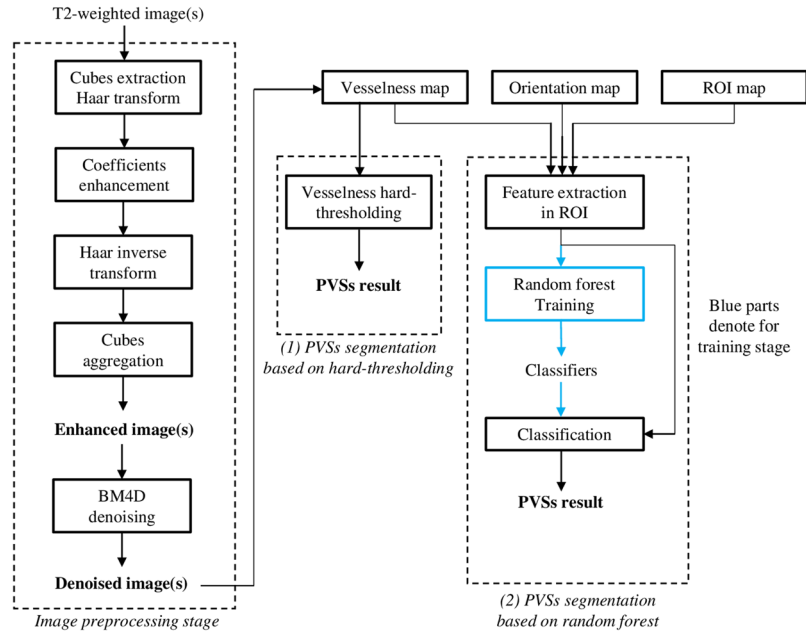 T2-weighted image(s)
Cubes extraction
Haar transform
Coefficients
enhancement
Haar inverse
transform
Cubes
aggregation
Enhanced image(s)
BM4D
denoising
Denoised image(s)
Image preprocessing stage
Vesselness map
Orientation map
ROI map
Vesselness hard-
thresholding
PVSs result
(1) PVSs segmentation
based on hard-thresholding
Feature extraction
in ROI
Random forest
Training
Classifiers
Classification
PVSs result
(2) PVSs segmentation
based on random forest
Blue parts
denote for
training stage